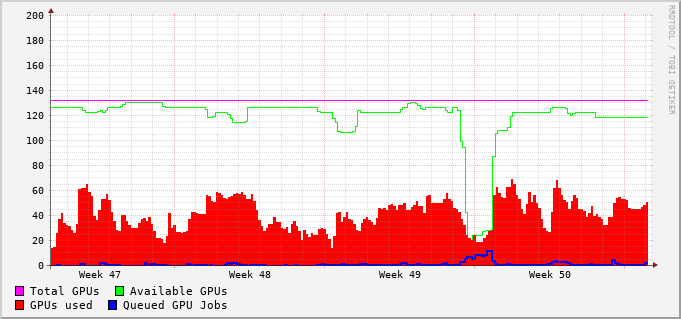 200
180
160
140
120
100
80
60
40
20
0
Week 47 Week 48 Week 49 Week 50
Total GPUs Available GPUs
GPUs used Queued GPU Jobs
RRDTOOL / TOBI OETIKER